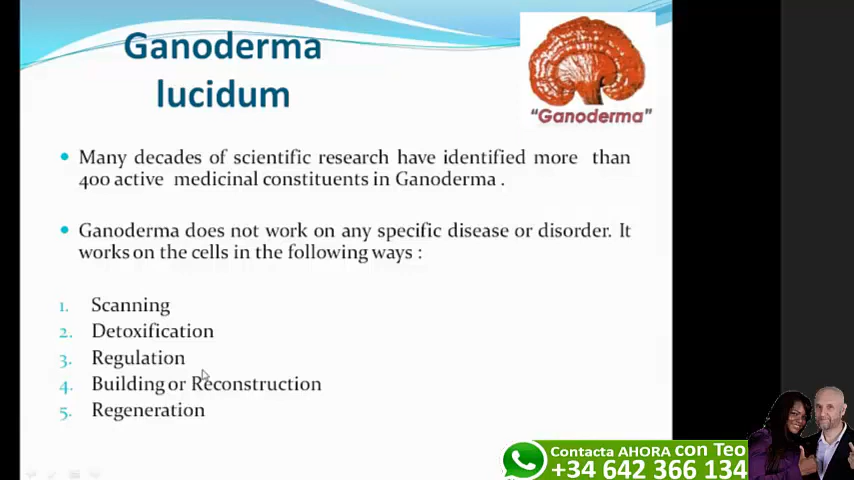 Ganoderma
lucidum
"Ganoderma"
Many decades of scientific research have identified more than
400 active medicinal constituents in Ganoderma .
Ganoderma does not work on any specific disease or disorder. It
works on the cells in the following ways :
1. Scanning
2. Detoxification
3. Regulation
4. Building or Reconstruction
5. Regeneration
Contacta AHORA con Teo
+34 642 366 134